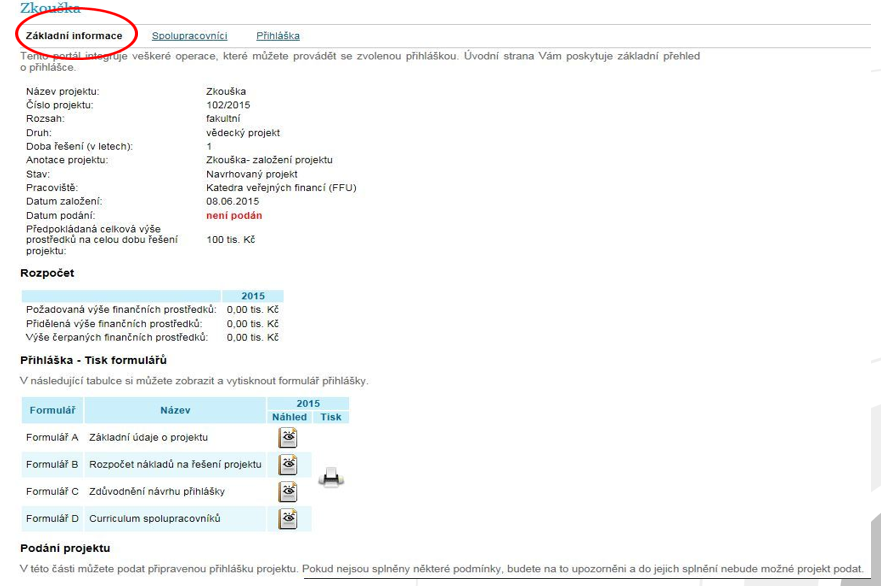 Zkouška
Základní informace Spolupracovníci Přihláška
Tento portál integruje veškeré operace, které můžete provádět se zvolenou přihláškou. Úvodní strana Vám poskytuje základní přehled
o přihlášce.
Název projektu: Zkouška
Číslo projektu: 102/2015
Rozsah: fakultní
Druh: vědecký projekt
Doba řešení (v letech): 1
Anotace projektu: Zkouška- založení projektu
Stav: Navrhovaný projekt
Pracoviště: Katedra veřejných financí (FFU)
Datum založení: 08.06.2015
Datum podání: není podán
Předpokládaná celková výše
prostředků na celou dobu řešení 100 tis. Kč
projektu:
Rozpočet
2015
Požadovaná výše finančních prostředků: 0,00 tis. Kč
Přidělená výše finančních prostředků: 0,00 tis. Kč
Výše čerpaných finančních prostředků: 0,00 tis. Kč
Přihláška - Tisk formulářů
V následující tabulce si můžete zobrazit a vytisknout formulář přihlášky.
Formulář Název 2015
Náhled Tisk
Formulář A Základní údaje o projektu
Formulář B Rozpočet nákladů na řešení projektu
Formulář C Zdůvodnění návrhu přihlášky
Formulář D Curriculum spolupracovníků
Podání projektu
V této části můžete podat připravenou přihlášku projektu. Pokud nejsou splněny některé podmínky, budete na to upozorněni a do jejich splnění nebude možné projekt podat.